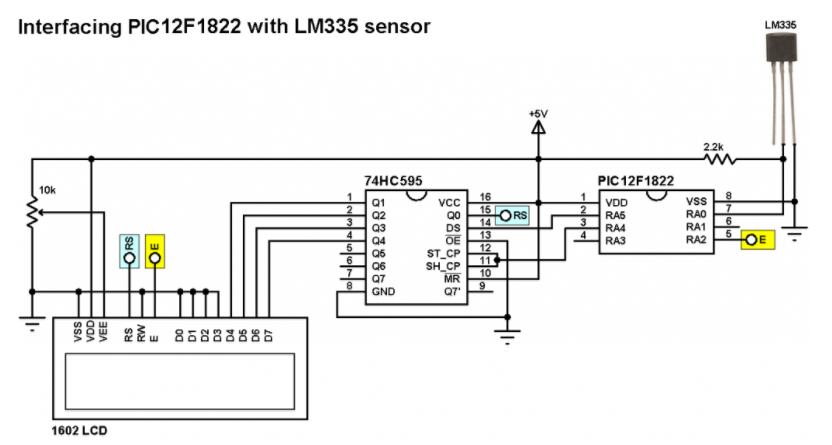 Interfacing PIC12F1822 with LM335 sensor
LM335
+5V
2.2k
10k
74HC595
PIC12F1822
1 Q1 VCC 16
2 Q2 Q0 15 RS
3 Q3 DS 14
4 Q4 OE 13
5 Q5 ST_CP 12
6 Q6 SH_CP 11
7 Q7 MR 10
8 GND Q7' 9
1 VDD VSS 8
2 RA5 RA0 7
3 RA4 RA1 6
4 RA3 RA2 5 E
RS
E
VSS
VDD
VEE
RS
RW
E
D0
D1
D2
D3
D4
D5
D6
D7
1602 LCD